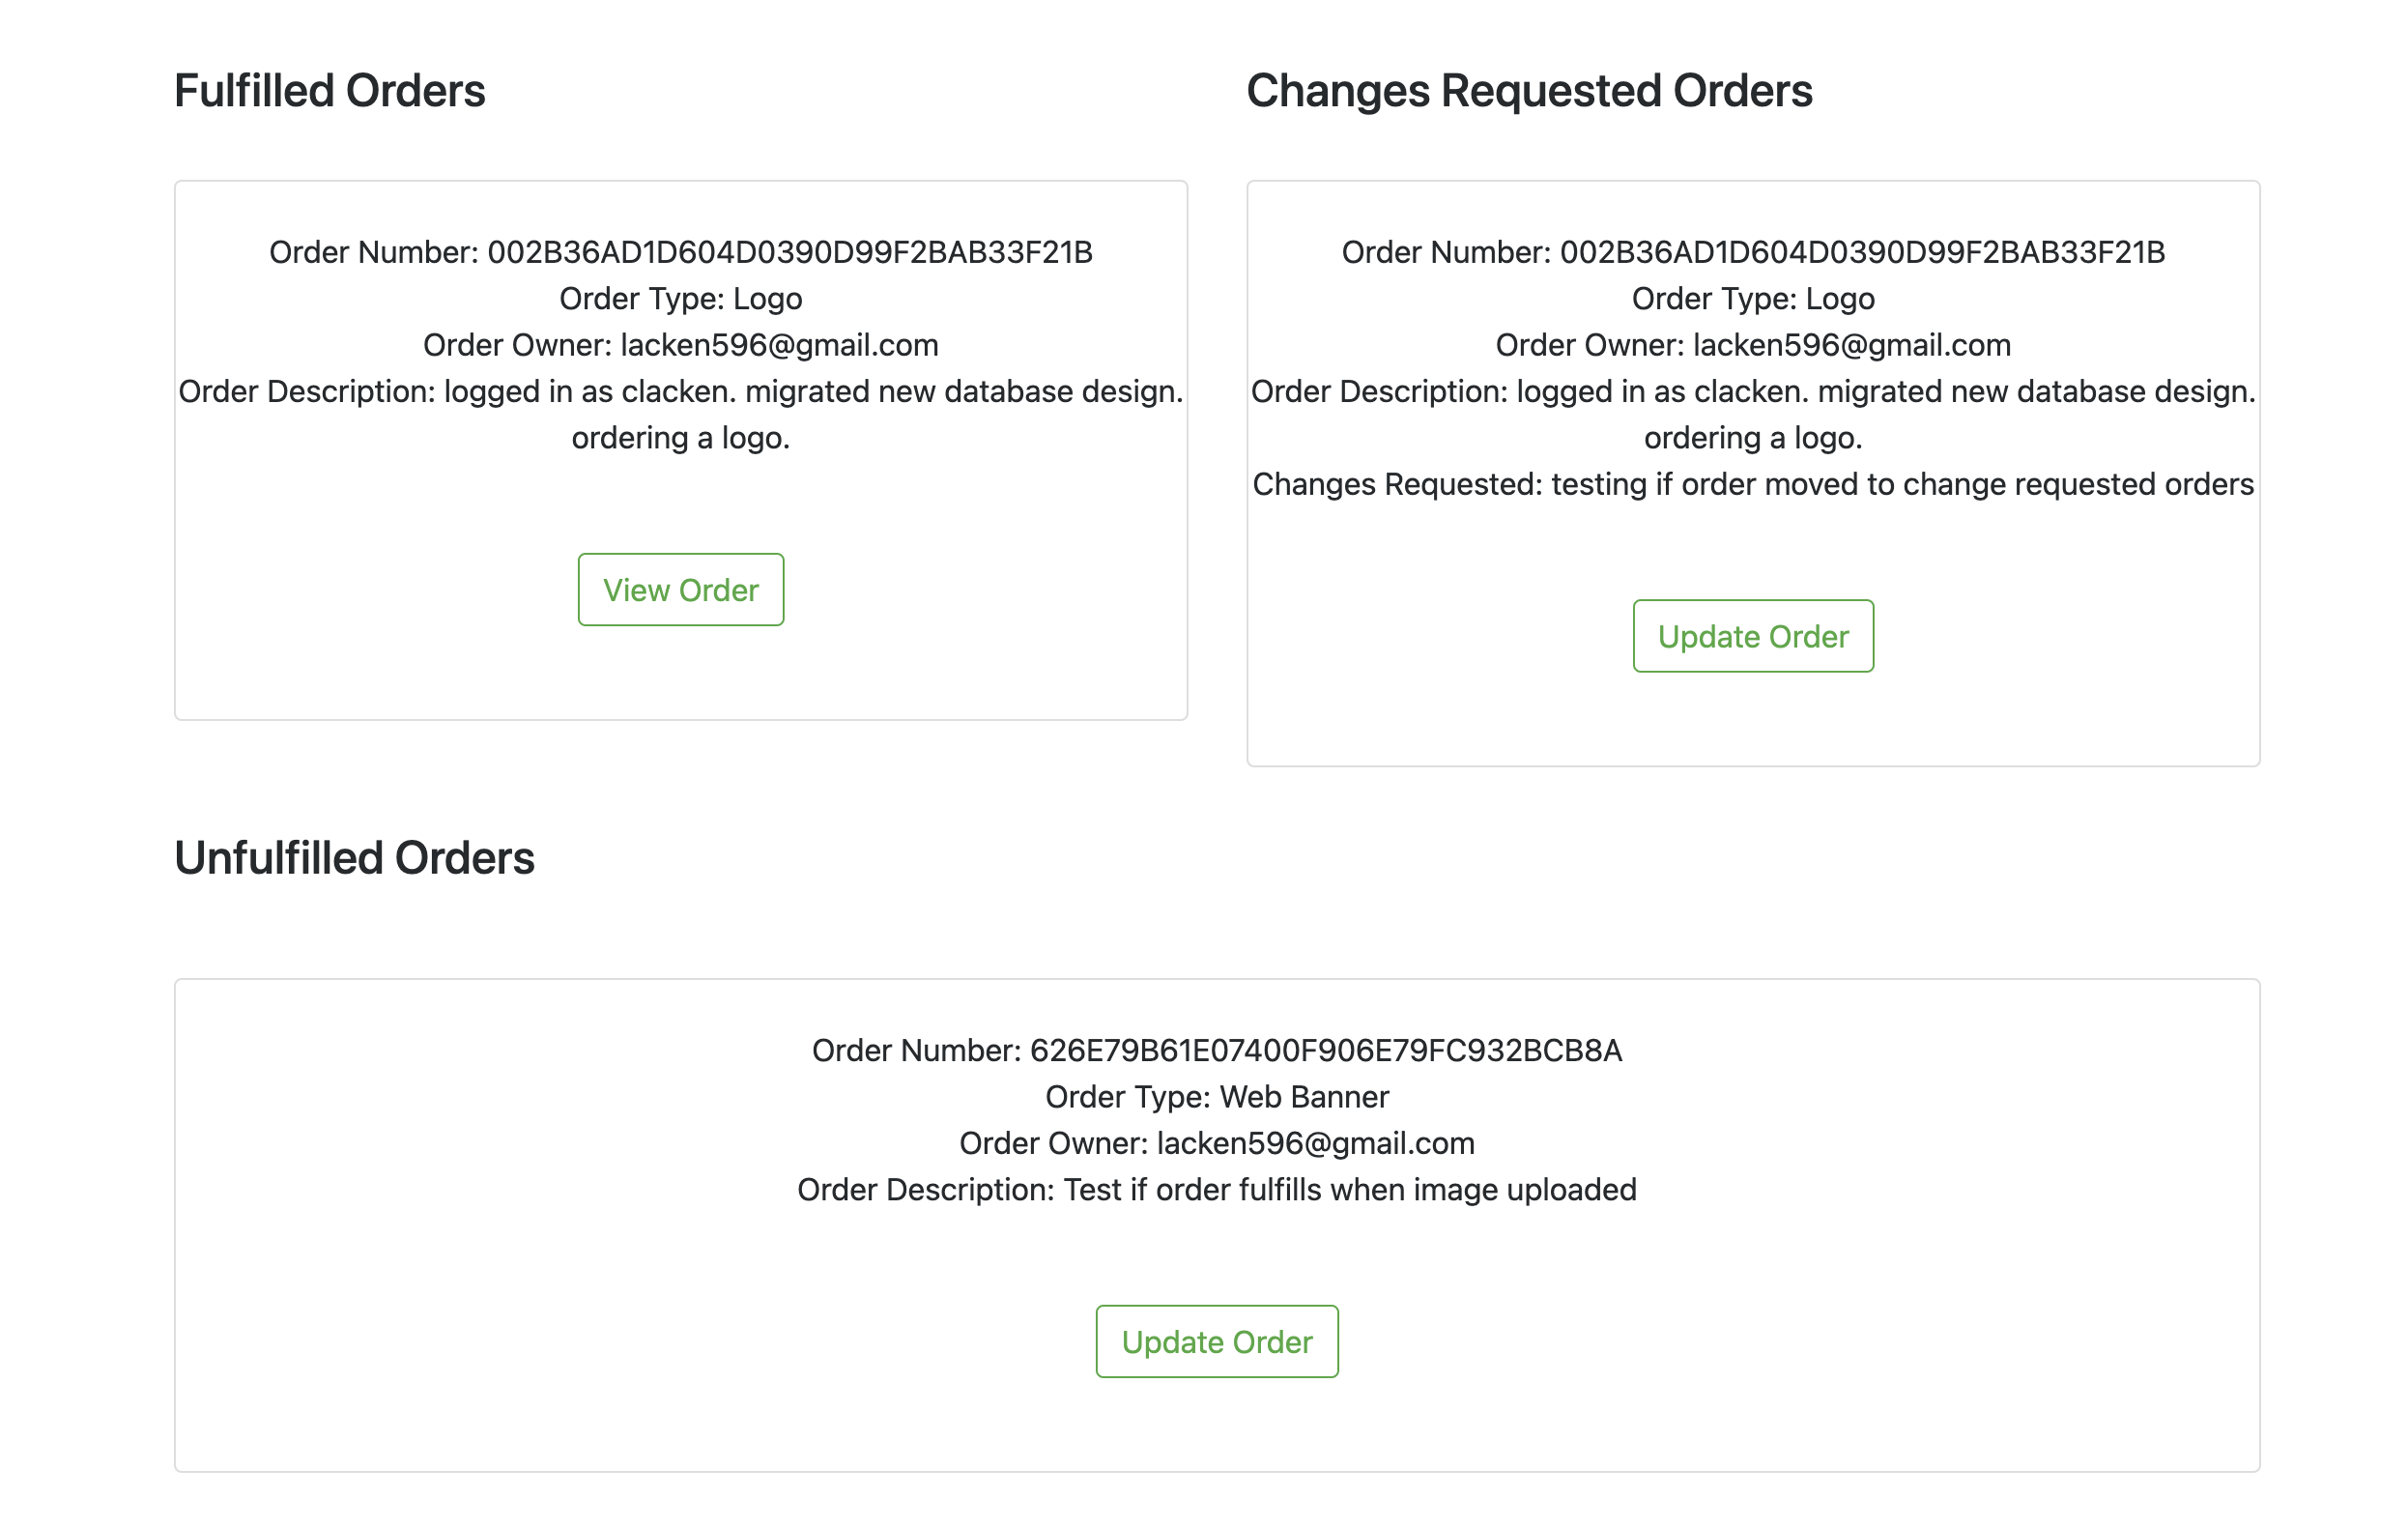 Fulfilled Orders
Order Number: 002B36AD1D604D0390D99F2BAB33F21B
Order Type: Logo
Order Owner: lacken596@gmail.com
Order Description: logged in as clacken. migrated new database design.
ordering a logo.
View Order
Changes Requested Orders
Order Number: 002B36AD1D604D0390D99F2BAB33F21B
Order Type: Logo
Order Owner: lacken596@gmail.com
Order Description: logged in as clacken. migrated new database design.
ordering a logo.
Changes Requested: testing if order moved to change requested orders
Update Order
Unfulfilled Orders
Order Number: 626E79B61E07400F906E79FC932BCB8A
Order Type: Web Banner
Order Owner: lacken596@gmail.com
Order Description: Test if order fulfills when image uploaded
Update Order